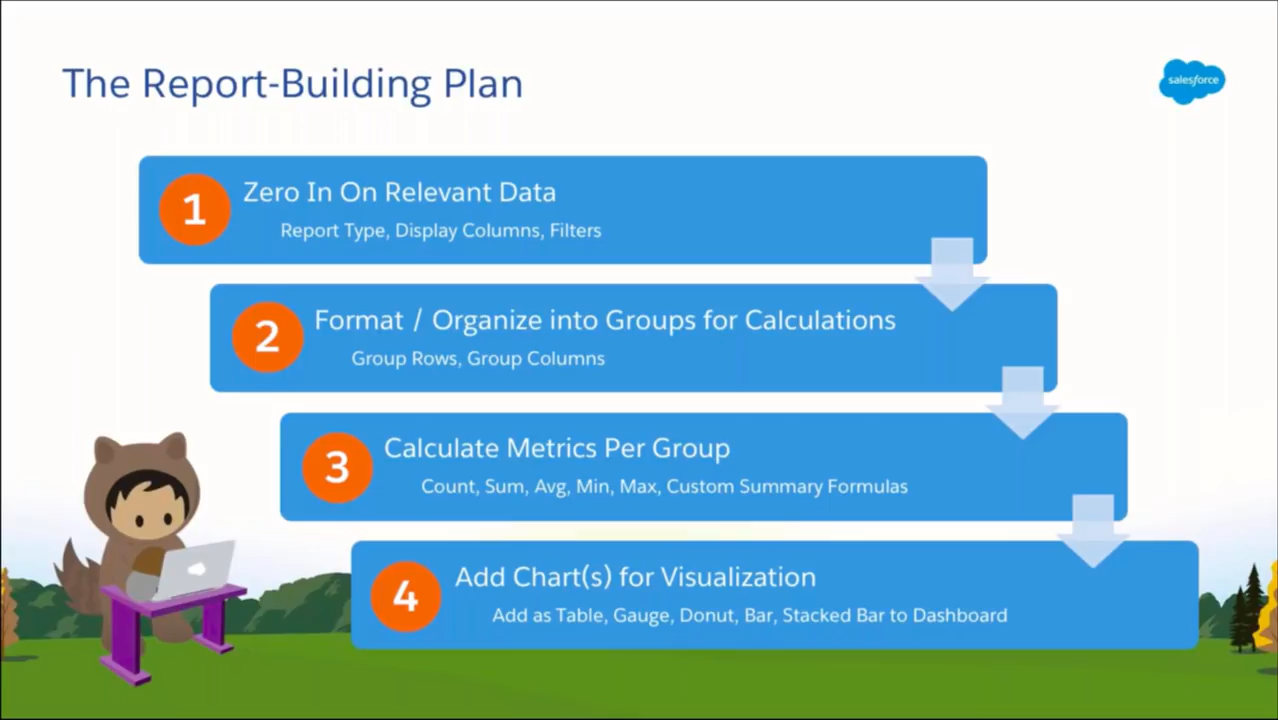 The Report-Building Plan
salesforce
1
Zero In On Relevant Data
Report Type, Display Columns, Filters
2
Format / Organize into Groups for Calculations
Group Rows, Group Columns
3
Calculate Metrics Per Group
Count, Sum, Avg, Min, Max, Custom Summary Formulas
4
Add Chart(s) for Visualization
Add as Table, Gauge, Donut, Bar, Stacked Bar to Dashboard